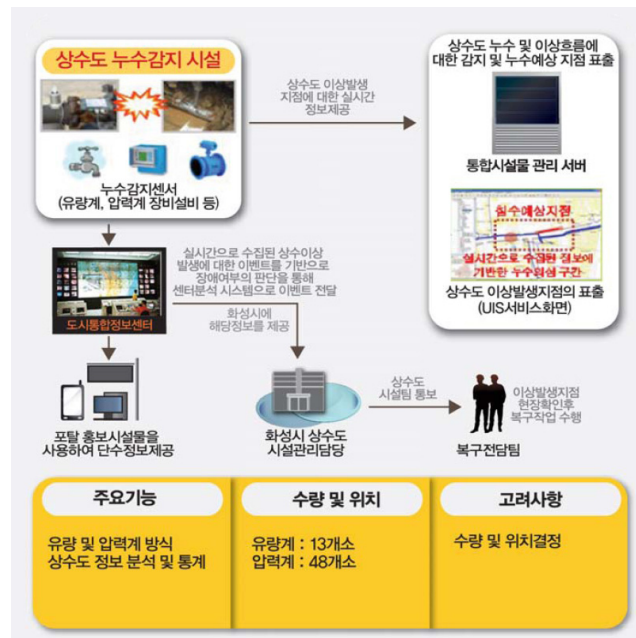 상수도 누수감지 시설
누수감지센서
(유량계, 압력계 장비설비 등)
상수도 이상발생
지점에 대한 실시간
정보제공
상수도 누수 및 이상흐름에
대한 감지 및 누수예상 지점 표출
통합시설물 관리 서버
침수예상지점
실시간으로 수집된 정보에
기반한 누수위험 구간
상수도 이상발생지점의 표출
(UIS서비스화면)
도시통합정보센터
실시간으로 수집된 상수이상
발생에 대한 이벤트를 기반으로
장애여부의 판단을 통해
센터분석 시스템으로 이벤트 전달
화성시에
해당정보를 제공
포탈 홍보시설물을
사용하여 단수정보제공
화성시 상수도
시설관리담당
상수도
시설팀 통보
복구전담팀
이상발생지점
현장확인후
복구작업 수행
주요기능
유량 및 압력계 방식
상수도 정보 분석 및 통계
수량 및 위치
유량계 : 13개소
압력계 : 48개소
고려사항
수량 및 위치결정